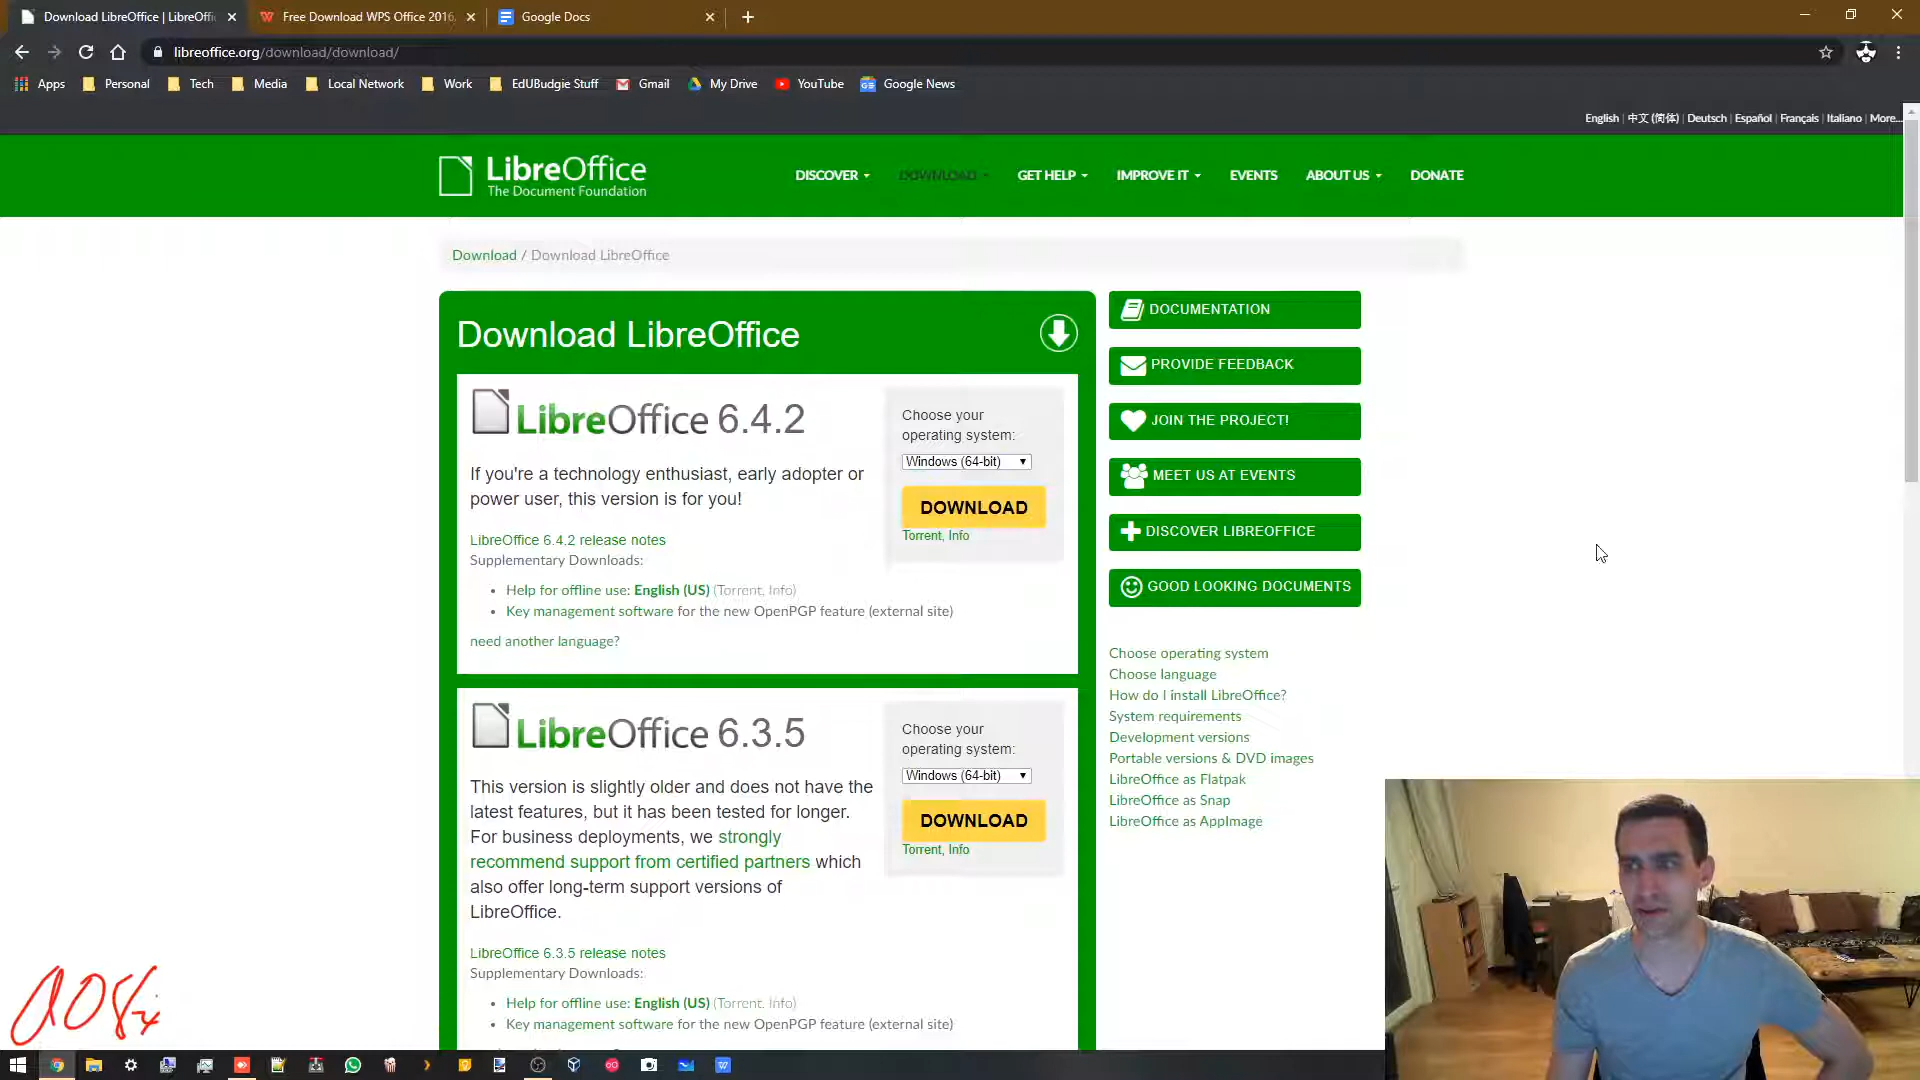 Download LibreOffice | LibreOffi
Free Download WPS Office 2016
Google Docs
libreoffice.org/download/download/
Apps
Personal
Tech
Media
Local Network
Work
EdUBudgie Stuff
Gmail
My Drive
YouTube
Google News
English | 中文 (简体) | Deutsch | Español | Français | Italiano | More...
LibreOffice
The Document Foundation
DISCOVER
DOWNLOAD
GET HELP
IMPROVE IT
EVENTS
ABOUT US
DONATE
Download / Download LibreOffice
Download LibreOffice
LibreOffice 6.4.2
If you're a technology enthusiast, early adopter or
power user, this version is for you!
LibreOffice 6.4.2 release notes
Supplementary Downloads:
• Help for offline use: English (US) (Torrent, Info)
• Key management software for the new OpenPGP feature (external site)
need another language?
Choose your
operating system:
Windows (64-bit)
DOWNLOAD
Torrent, Info
LibreOffice 6.3.5
This version is slightly older and does not have the
latest features, but it has been tested for longer.
For business deployments, we strongly
recommend support from certified partners which
also offer long-term support versions of
LibreOffice.
LibreOffice 6.3.5 release notes
Supplementary Downloads:
• Help for offline use: English (US) (Torrent, Info)
• Key management software for the new OpenPGP feature (external site)
Choose your
operating system:
Windows (64-bit)
DOWNLOAD
Torrent, Info
DOCUMENTATION
PROVIDE FEEDBACK
JOIN THE PROJECT!
MEET US AT EVENTS
DISCOVER LIBREOFFICE
GOOD LOOKING DOCUMENTS
Choose operating system
Choose language
How do I install LibreOffice?
System requirements
Development versions
Portable versions & DVD images
LibreOffice as Flatpak
LibreOffice as Snap
LibreOffice as AppImage